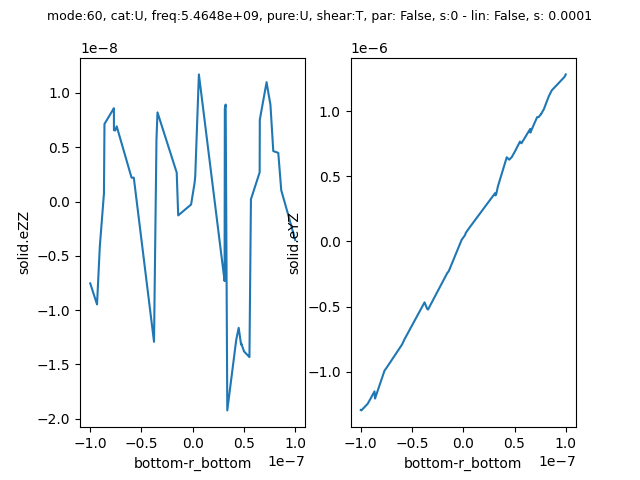 mode:60, cat:U, freq:5.4648e+09, pure:U, shear:T, par: False, s:0 - lin: False, s: 0.0001
1e−8
1.0
0.5
0.0
−0.5
−1.0
−1.5
−2.0
solid.eZZ
−1.0
−0.5
0.0
0.5
1.0
bottom-r_bottom
1e−7
1e−6
1.0
0.5
0.0
−0.5
−1.0
solid.eYZ
−1.0
−0.5
0.0
0.5
1.0
bottom-r_bottom
1e−7